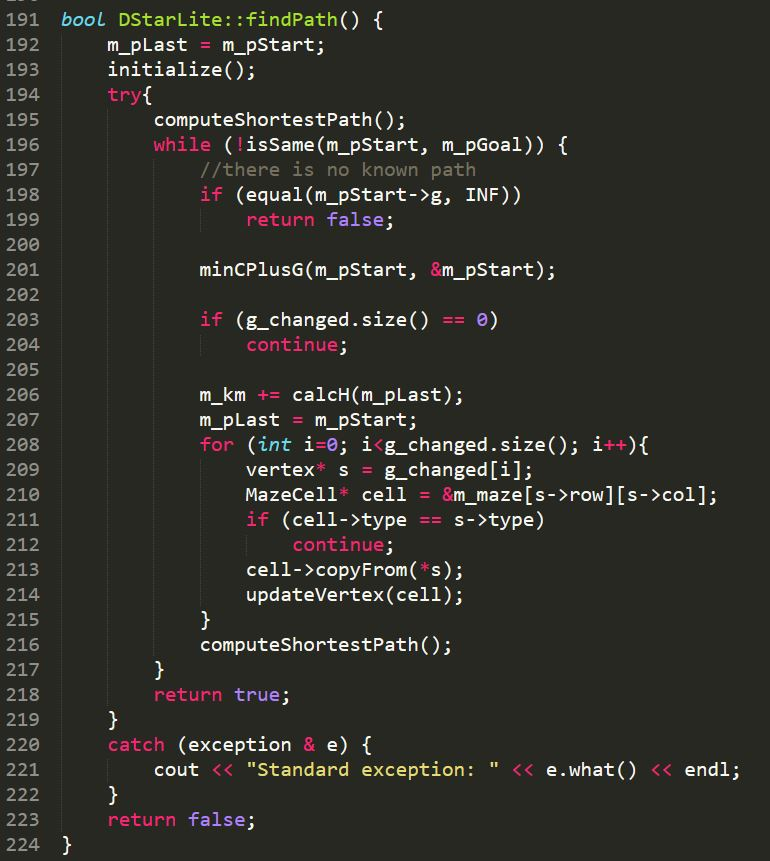 191 bool DStarLite::findPath() {
192     m_pLast = m_pStart;
193     initialize();
194     try{
195         computeShortestPath();
196         while (!isSame(m_pStart, m_pGoal)) {
197             //there is no known path
198             if (equal(m_pStart->g, INF))
199                 return false;
200
201             minCPlusG(m_pStart, &m_pStart);
202
203             if (g_changed.size() == 0)
204                 continue;
205
206             m_km += calcH(m_pLast);
207             m_pLast = m_pStart;
208             for (int i=0; i<g_changed.size(); i++){
209                 vertex* s = g_changed[i];
210                 MazeCell* cell = &m_maze[s->row][s->col];
211                 if (cell->type == s->type)
212                     continue;
213                 cell->copyFrom(*s);
214                 updateVertex(cell);
215             }
216             computeShortestPath();
217         }
218         return true;
219     }
220     catch (exception & e) {
221         cout << "Standard exception: " << e.what() << endl;
222     }
223     return false;
224 }